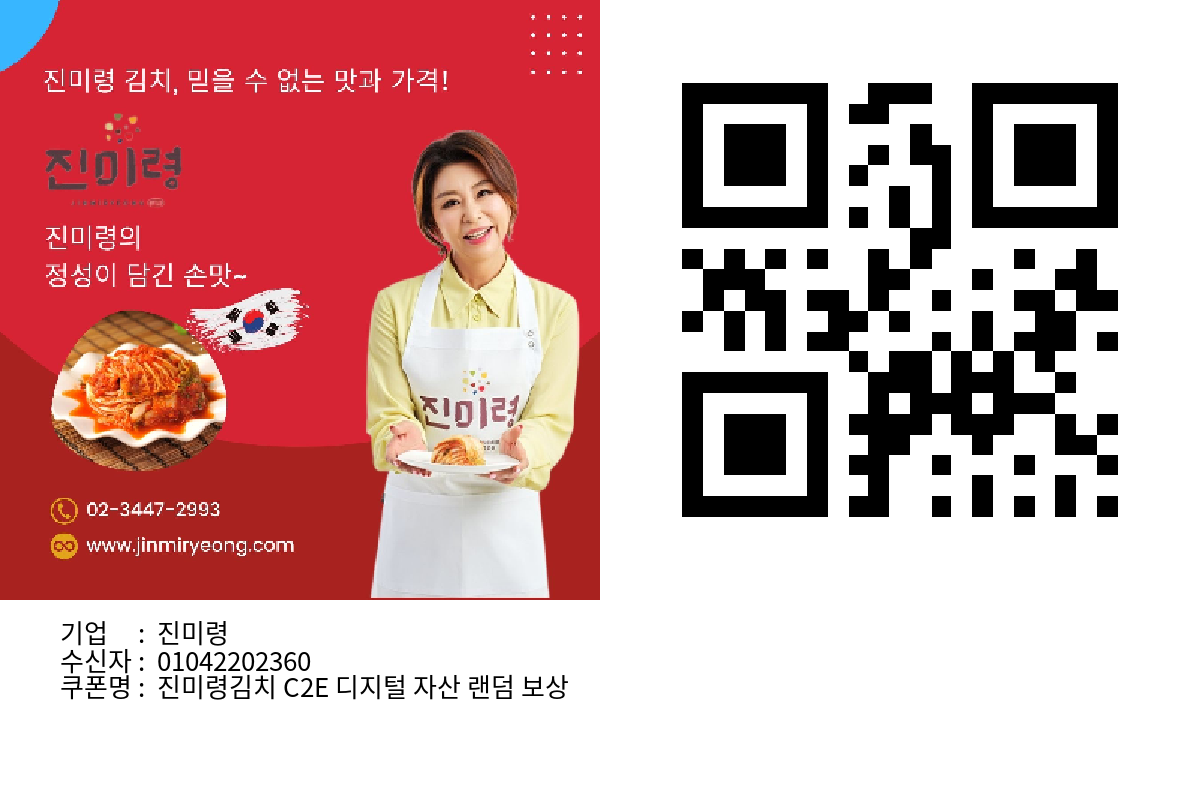 진미령 김치, 믿을 수 없는 맛과 가격!
진미령
진미령의
정성이 담긴 손맛~
진미령
02-3447-2993
www.jinmiryeong.com
기업 : 진미령
수신자 : 01042202360
쿠폰명 : 진미령김치 C2E 디지털 자산 랜덤 보상